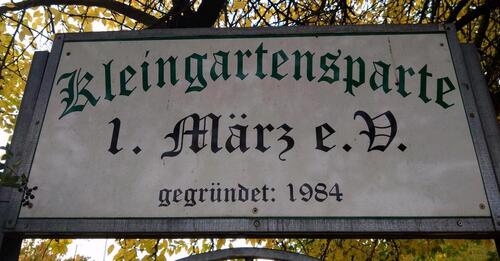 Kleingartensparte
1. März e.V.
gegründet: 1984